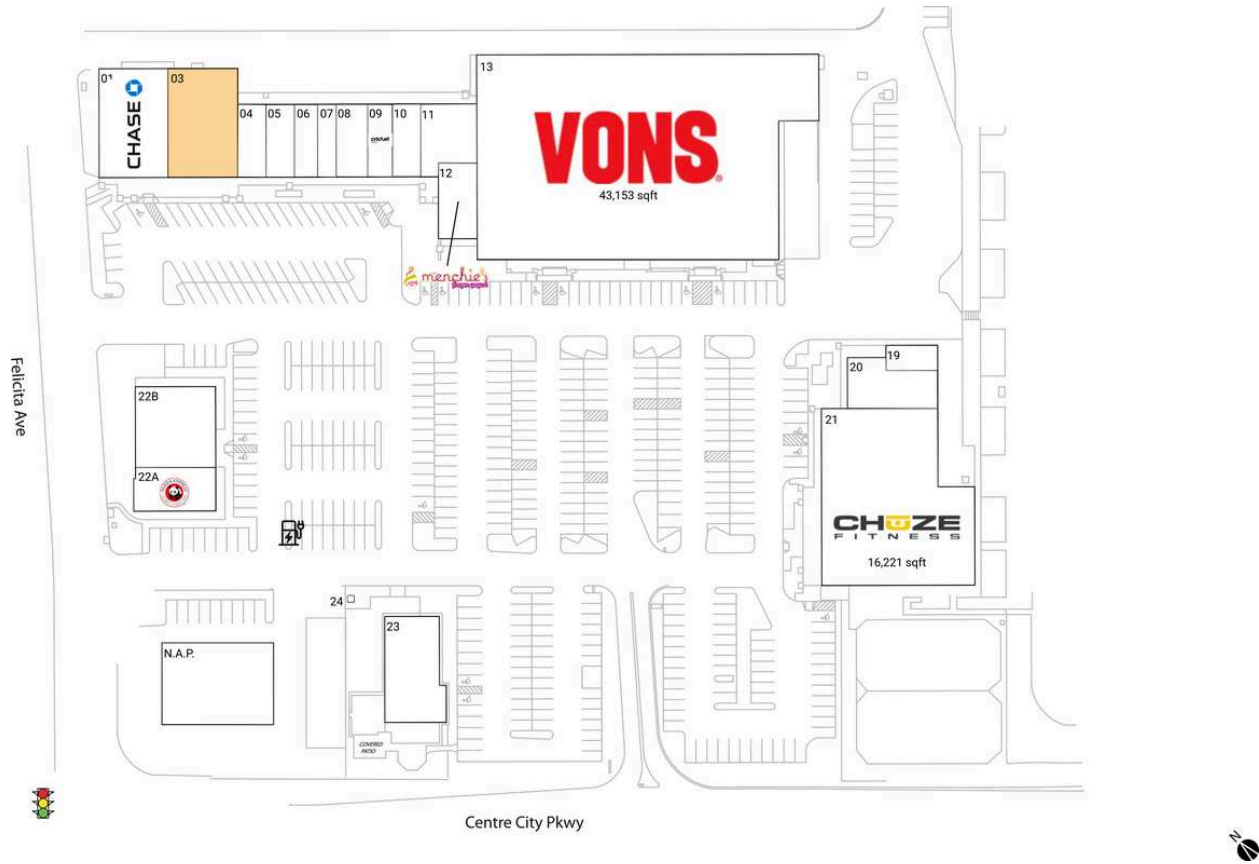 01
CHASE
03
04
05
06
07
08
09
cricket
10
11
12
13
VONS
43,153 sqft
menchie's
19
20
21
CHUZE
FITNESS
16,221 sqft
22B
22A
Felicita Ave
24
23
N.A.P.
COVERED
PATIO
Centre City Pkwy
N